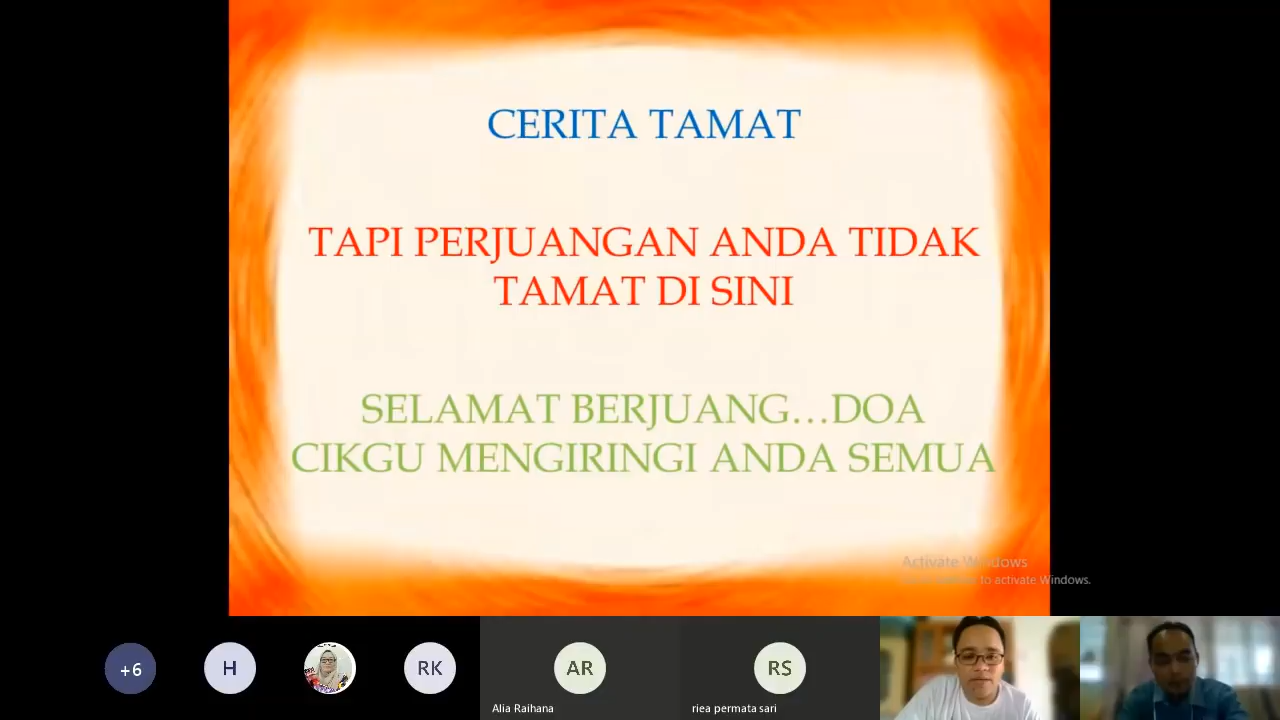 CERITA TAMAT
TAPI PERJUANGAN ANDA TIDAK
TAMAT DI SINI
SELAMAT BERJUANG...DOA
CIKGU MENGIRINGI ANDA SEMUA
Activate Windows
to activate Windows.
+6
H
RK
AR
RS
Alia Raihana
riea permata sari